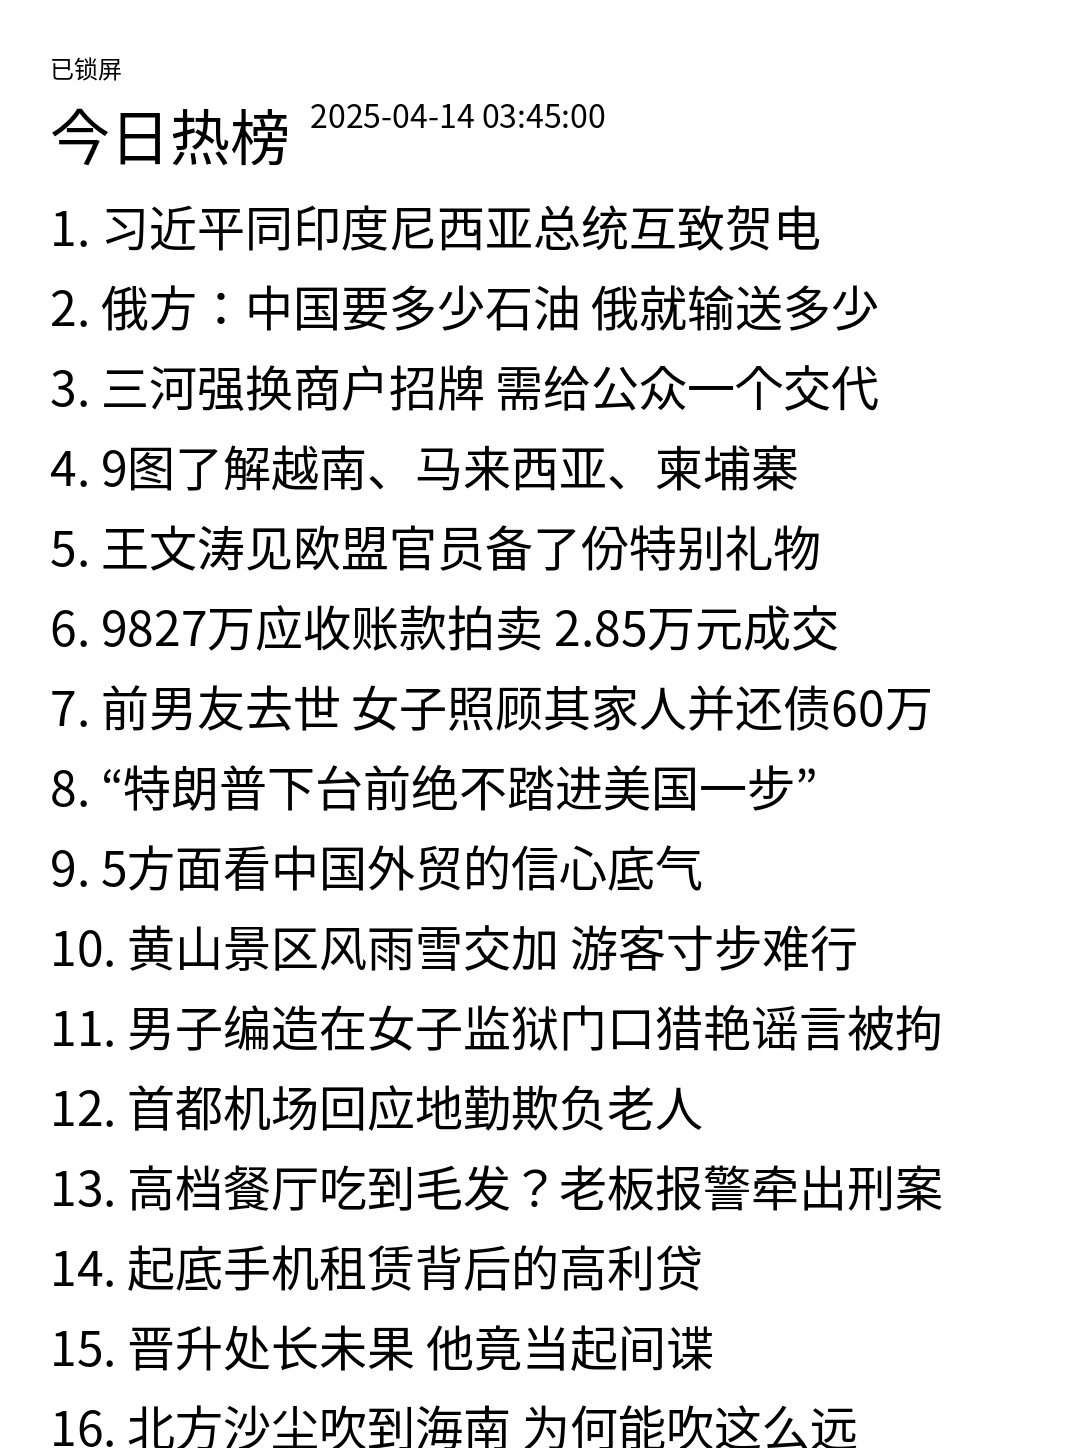 已锁屏
今日热榜 2025-04-14 03:45:00
1. 习近平同印度尼西亚总统互致贺电
2. 俄方：中国要多少石油 俄就输送多少
3. 三河强换商户招牌 需给公众一个交代
4. 9图了解越南、马来西亚、柬埔寨
5. 王文涛见欧盟官员备了份特别礼物
6. 9827万应收账款拍卖 2.85万元成交
7. 前男友去世 女子照顾其家人并还债60万
8. “特朗普下台前绝不踏进美国一步”
9. 5方面看中国外贸的信心底气
10. 黄山景区风雨雪交加 游客寸步难行
11. 男子编造在女子监狱门口猎艳谣言被拘
12. 首都机场回应地勤欺负老人
13. 高档餐厅吃到毛发？老板报警牵出刑案
14. 起底手机租赁背后的高利贷
15. 晋升处长未果 他竟当起间谍
16. 北方沙尘吹到海南 为何能吹这么远